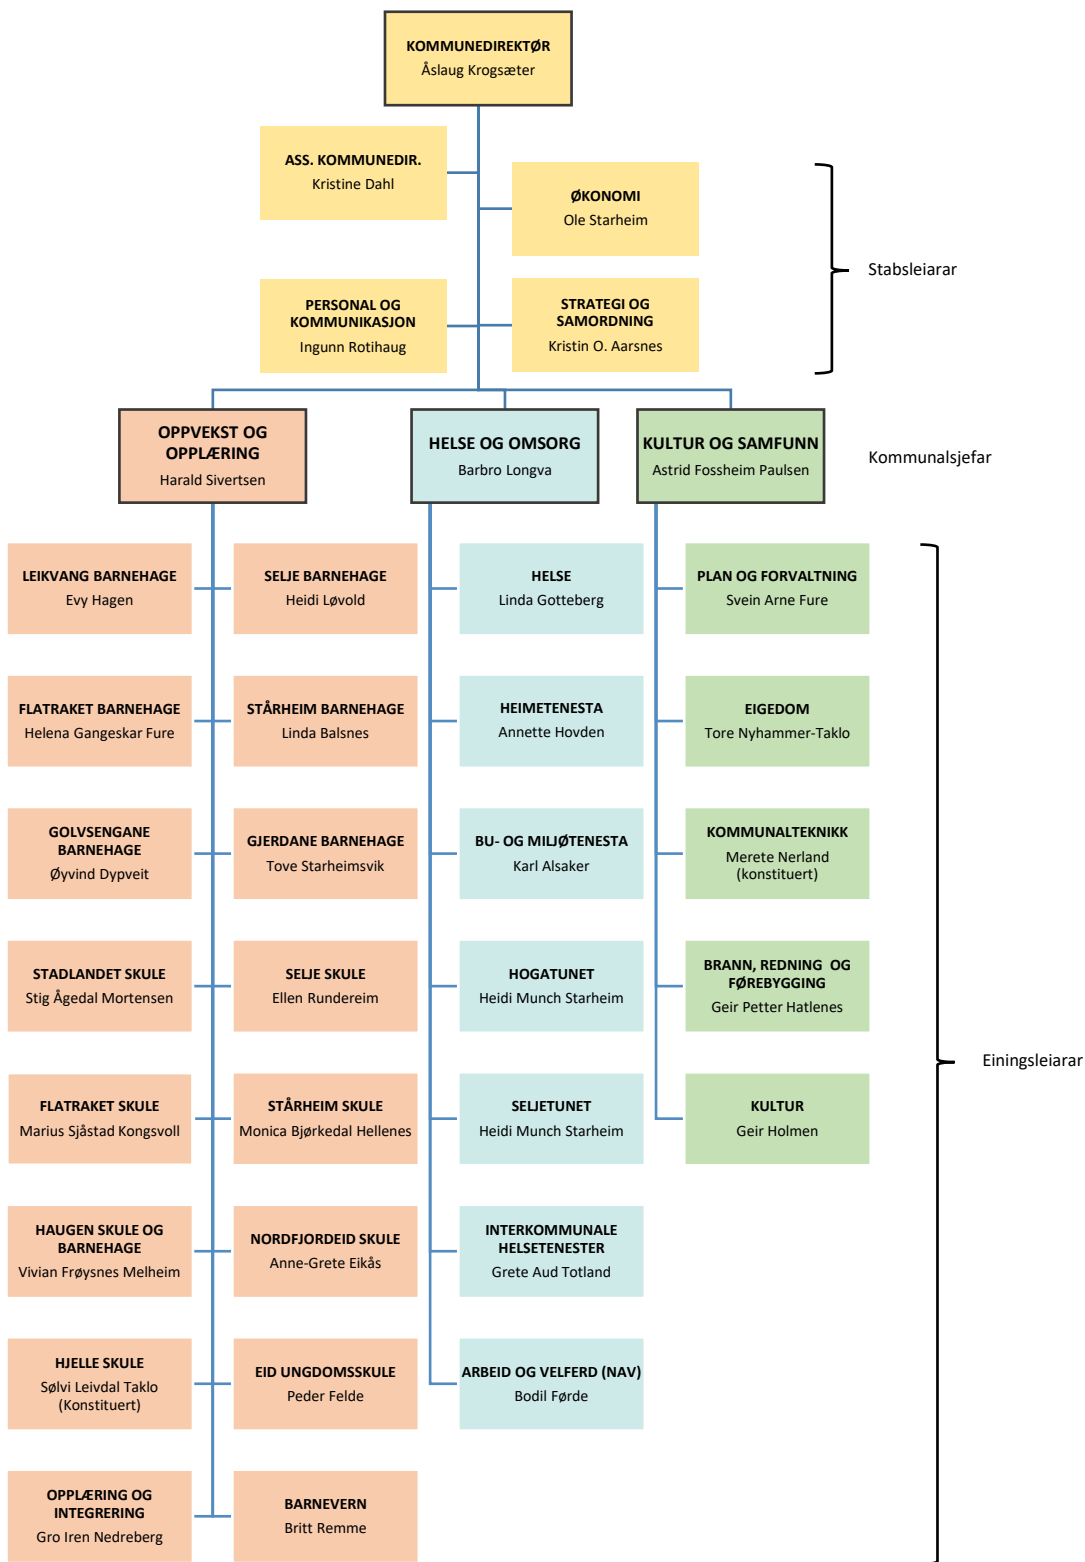 KOMMUNEDIREKTØR
Åslaug Krogsæter
ASS. KOMMUNEDIR.
Kristine Dahl
ØKONOMI
Ole Starheim
Stabsleiarar
PERSONAL OG
KOMMUNIKASJON
Ingunn Rotihaug
STRATEGI OG
SAMORDNING
Kristin O. Aarsnes
OPPVEKST OG
OPPLÆRING
Harald Sivertsen
HELSE OG OMSORG
Barbro Longva
KULTUR OG SAMFUNN
Astrid Fossheim Paulsen
Kommunalsjefar
LEIKVANG BARNEHAGE
Evy Hagen
SELJE BARNEHAGE
Heidi Løvold
HELSE
Linda Gotteberg
PLAN OG FORVALTNING
Svein Arne Fure
FLATRAKET BARNEHAGE
Helena Gangeskar Fure
STÅRHEIM BARNEHAGE
Linda Balsnes
HEIMETENESTA
Annette Hovden
EIGEDOM
Tore Nyhammer-Taklo
GOLVSENGANE
BARNEHAGE
Øyvind Dypveit
GJERDANE BARNEHAGE
Tove Starheimsvik
BU- OG MILJØTENESTA
Karl Alsaker
KOMMUNALTEKNIKK
Merete Nerland
(konstituert)
STADLANDET SKULE
Stig Ågedal Mortensen
SELJE SKULE
Ellen Rundereim
HOGATUNET
Heidi Munch Starheim
BRANN, REDNING OG
FØREBYGGING
Geir Petter Hatlenes
Einingsleiarar
FLATRAKET SKULE
Marius Sjåstad Kongsvoll
STÅRHEIM SKULE
Monica Bjørkedal Hellenes
SELJETUNET
Heidi Munch Starheim
KULTUR
Geir Holmen
HAUGEN SKULE OG
BARNEHAGE
Vivian Frøysnes Melheim
NORDFJORDEID SKULE
Anne-Grete Eikås
INTERKOMMUNALE
HELSETENESTER
Grete Aud Totland
HJELLE SKULE
Sølvi Leivdal Taklo
(Konstituert)
EID UNGDOMSSKULE
Peder Felde
ARBEID OG VELFERD (NAV)
Bodil Førde
OPPLÆRING OG
INTEGRERING
Gro Iren Nedreberg
BARNEVERN
Britt Remme